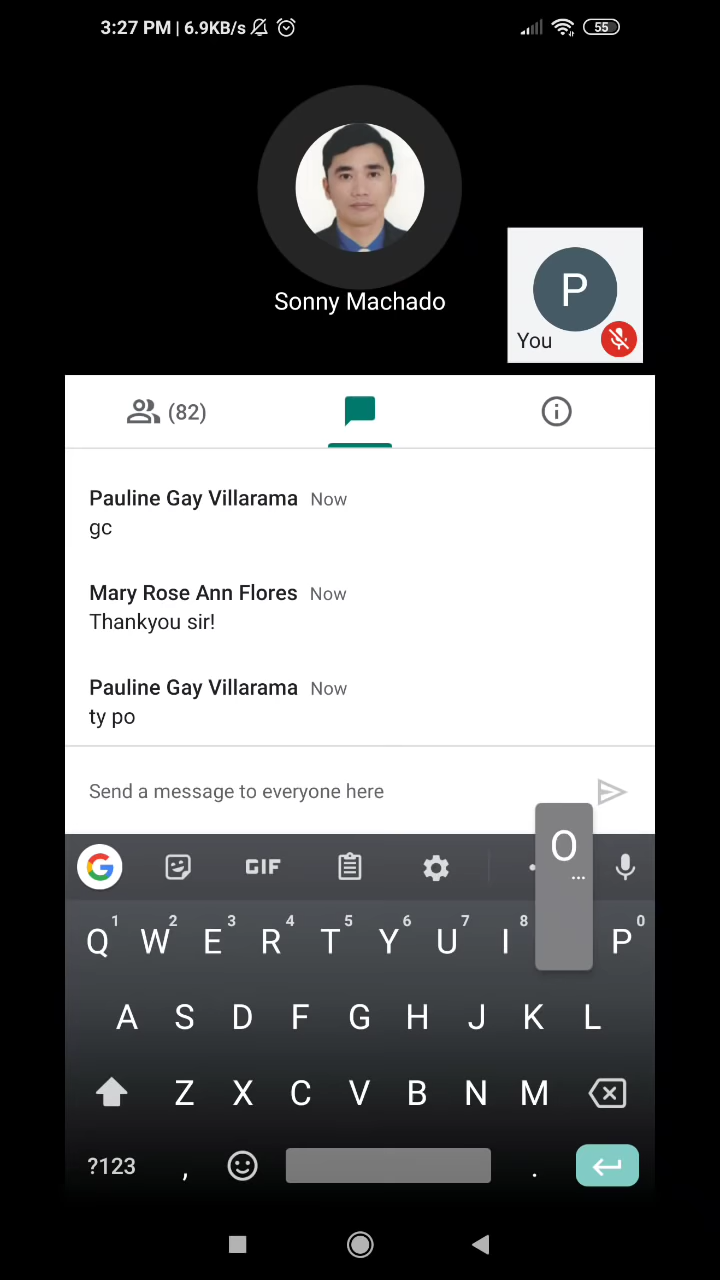 3:27 PM | 6.9KB/s 55
Sonny Machado
P
You
(82)
Pauline Gay Villarama Now
gc
Mary Rose Ann Flores Now
Thankyou sir!
Pauline Gay Villarama Now
ty po
Send a message to everyone here
O
...
G GIF
1 2 3 4 5 6 7 8 0
Q W E R T Y U I P
A S D F G H J K L
Z X C V B N M
?123 , .